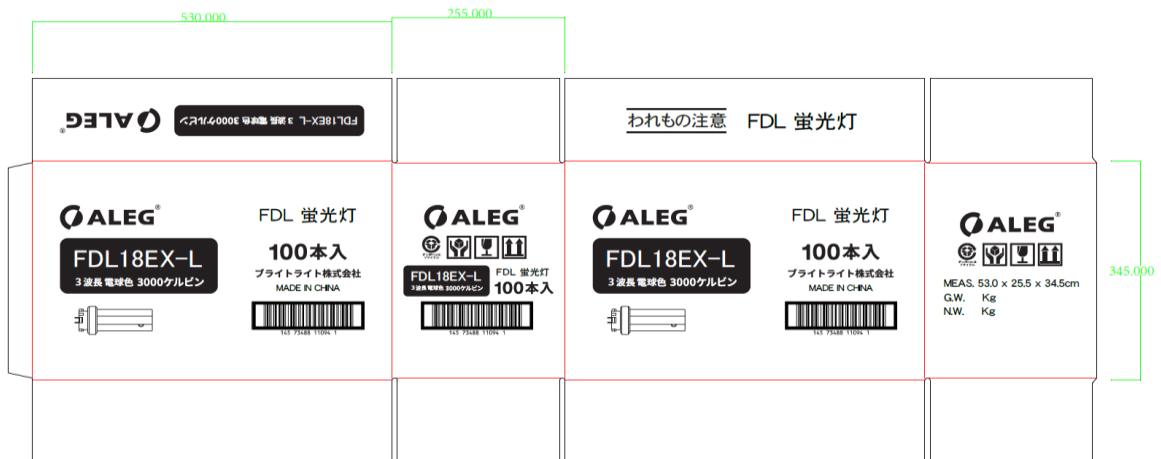 530.000
255.000
ALEG®
FDL18EX-L 3波長電球色 3000ケルビン
われもの注意 FDL 蛍光灯
ALEG®
FDL 蛍光灯
FDL18EX-L
3波長電球色 3000ケルビン
100本入
ブライトライト株式会社
MADE IN CHINA
145 73488 11094 1
ALEG®
FDL18EX-L
3波長電球色 3000ケルビン
FDL 蛍光灯
100本入
145 73488 11094 1
ALEG®
FDL 蛍光灯
FDL18EX-L
3波長電球色 3000ケルビン
100本入
ブライトライト株式会社
MADE IN CHINA
145 73488 11094 1
ALEG®
MEAS. 53.0 x 25.5 x 34.5cm
G.W. Kg
N.W. Kg
345.000